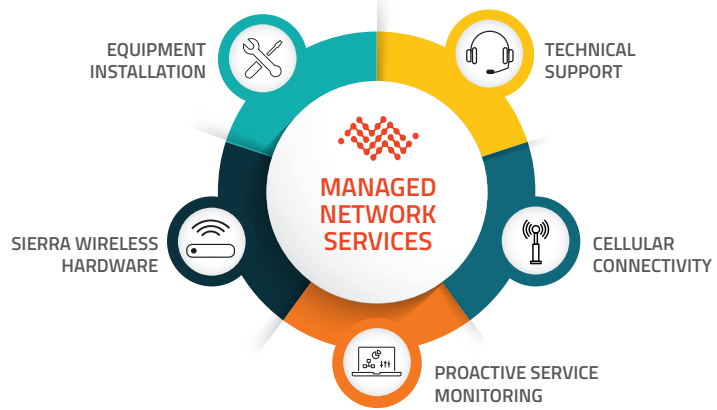 EQUIPMENT
INSTALLATION
TECHNICAL
SUPPORT
MANAGED
NETWORK
SERVICES
SIERRA WIRELESS
HARDWARE
CELLULAR
CONNECTIVITY
PROACTIVE SERVICE
MONITORING